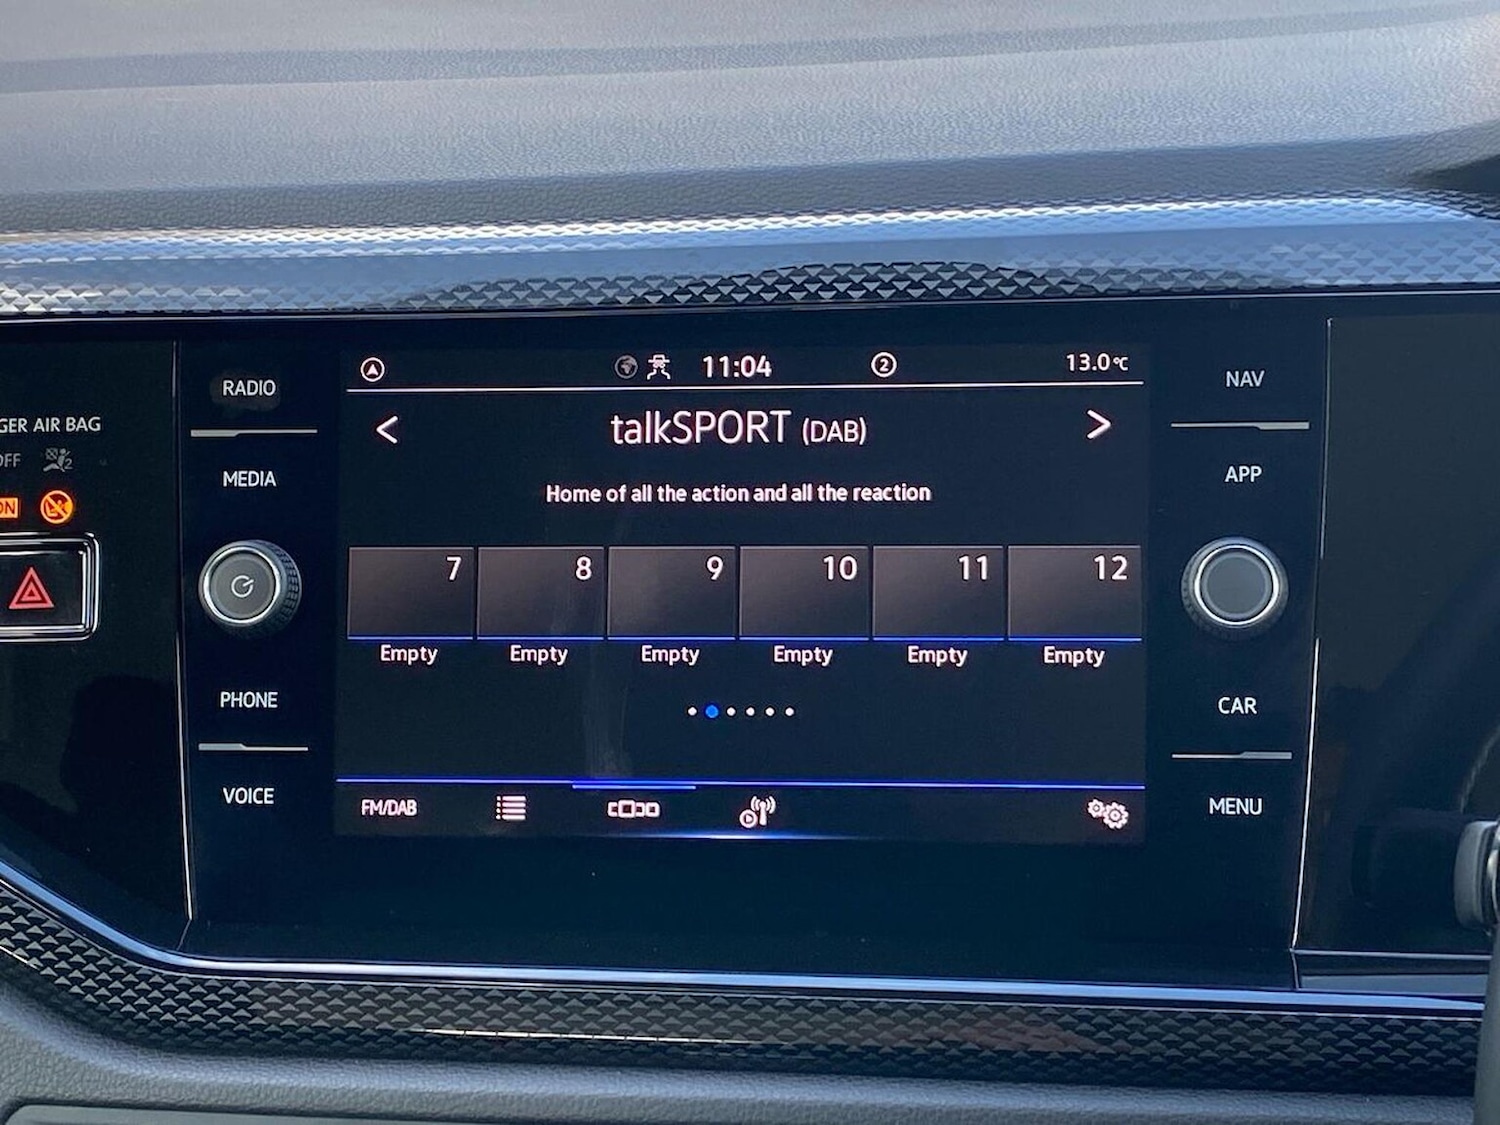 11:04
2
13.0°C
RADIO
NAV
talkSPORT (DAB)
GER AIR BAG
OFF
2
MEDIA
APP
Home of all the action and all the reaction
ON
7 8 9 10 11 12
Empty Empty Empty Empty Empty Empty
PHONE
CAR
VOICE
FM/DAB
MENU